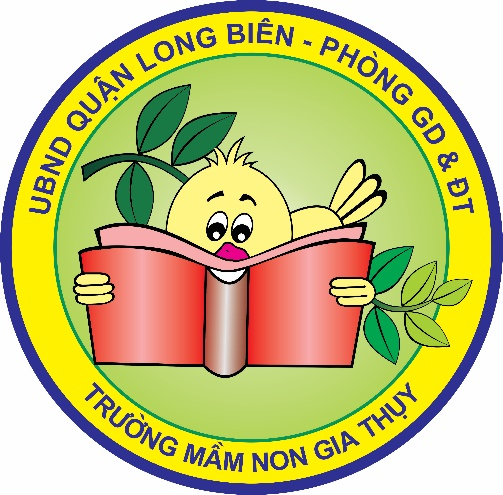 UBND QUẬN LONG BIÊN - PHÒNG GD & ĐT
TRƯỜNG MẦM NON GIA THỤY